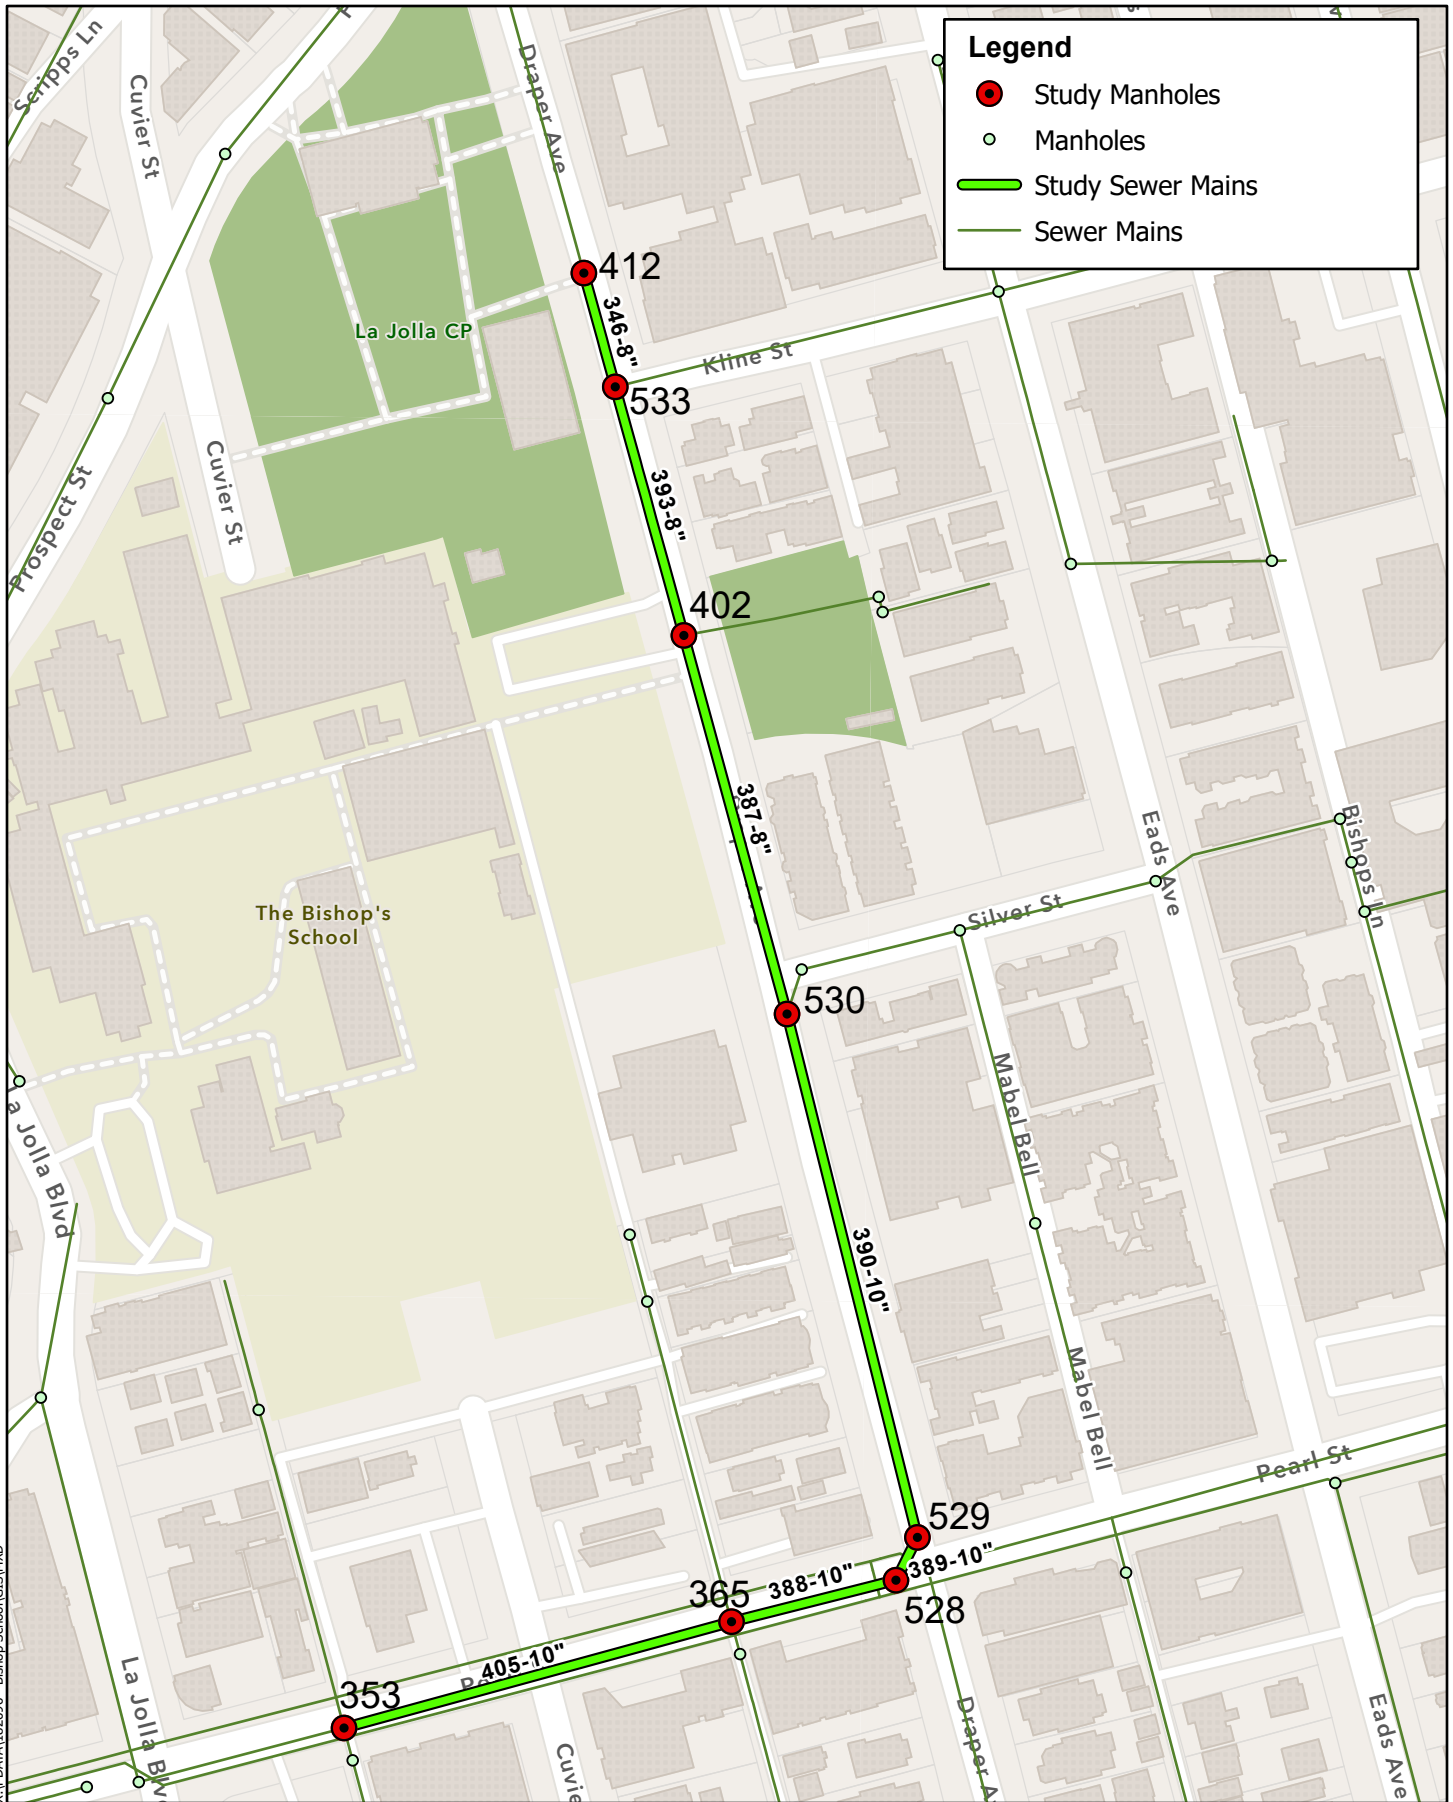 Legend
Study Manholes
Manholes
Study Sewer Mains
Sewer Mains
Scripps Ln
Cuvier St
Draper Ave
412
346-8"
La Jolla CP
Kline St
533
Cuvier St
393-8"
Prospect St
402
387-8"
Eads Ave
Bishops Ln
The Bishop's
School
Silver St
530
Mabel Bell
La Jolla Blvd
390-10"
Mabel Bell
Pearl St
529
389-10"
388-10"
365
528
405-10"
353
La Jolla Blvd
Draper A
Eads Ave
Cuvie